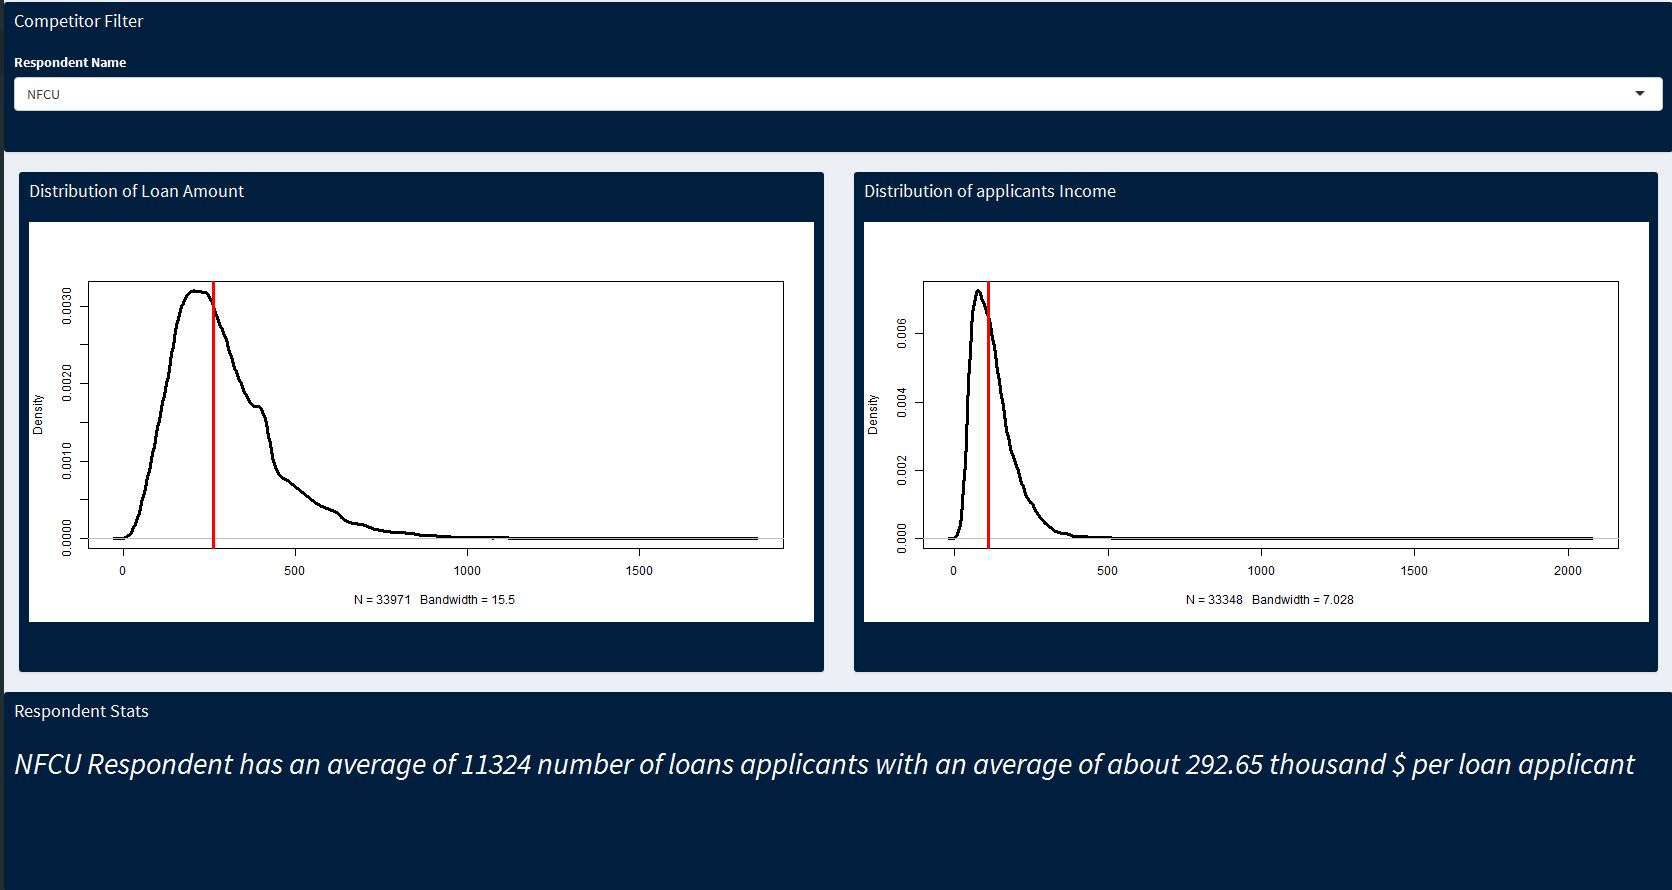 Competitor Filter
Respondent Name
NFCU
Distribution of Loan Amount
Density
0.0000 0.0010 0.0020 0.0030
0 500 1000 1500
N = 33971 Bandwidth = 15.5
Distribution of applicants Income
Density
0.000 0.002 0.004 0.006
0 500 1000 1500 2000
N = 33348 Bandwidth = 7.028
Respondent Stats
NFCU Respondent has an average of 11324 number of loans applicants with an average of about 292.65 thousand $ per loan applicant